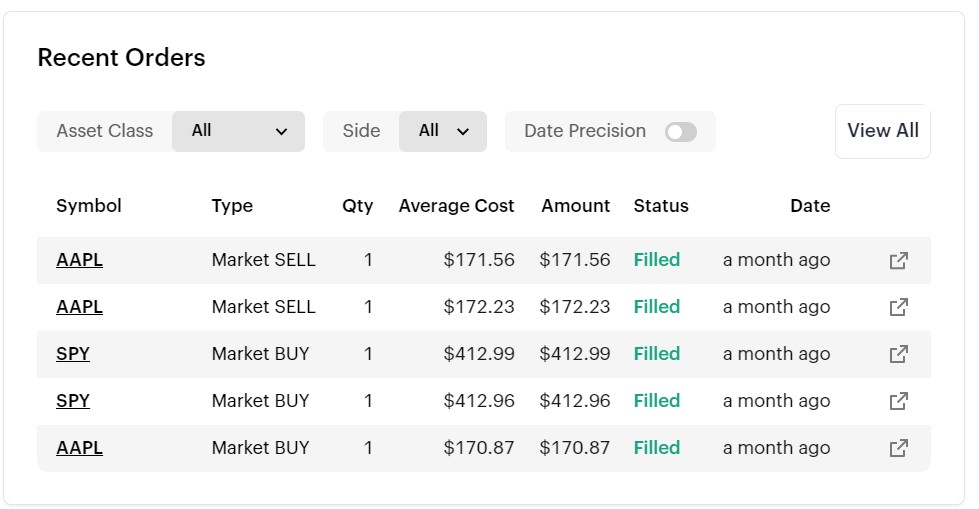 Recent Orders
Asset Class All Side All Date Precision View All
Symbol Type Qty Average Cost Amount Status Date
AAPL Market SELL 1 $171.56 $171.56 Filled a month ago
AAPL Market SELL 1 $172.23 $172.23 Filled a month ago
SPY Market BUY 1 $412.99 $412.99 Filled a month ago
SPY Market BUY 1 $412.96 $412.96 Filled a month ago
AAPL Market BUY 1 $170.87 $170.87 Filled a month ago